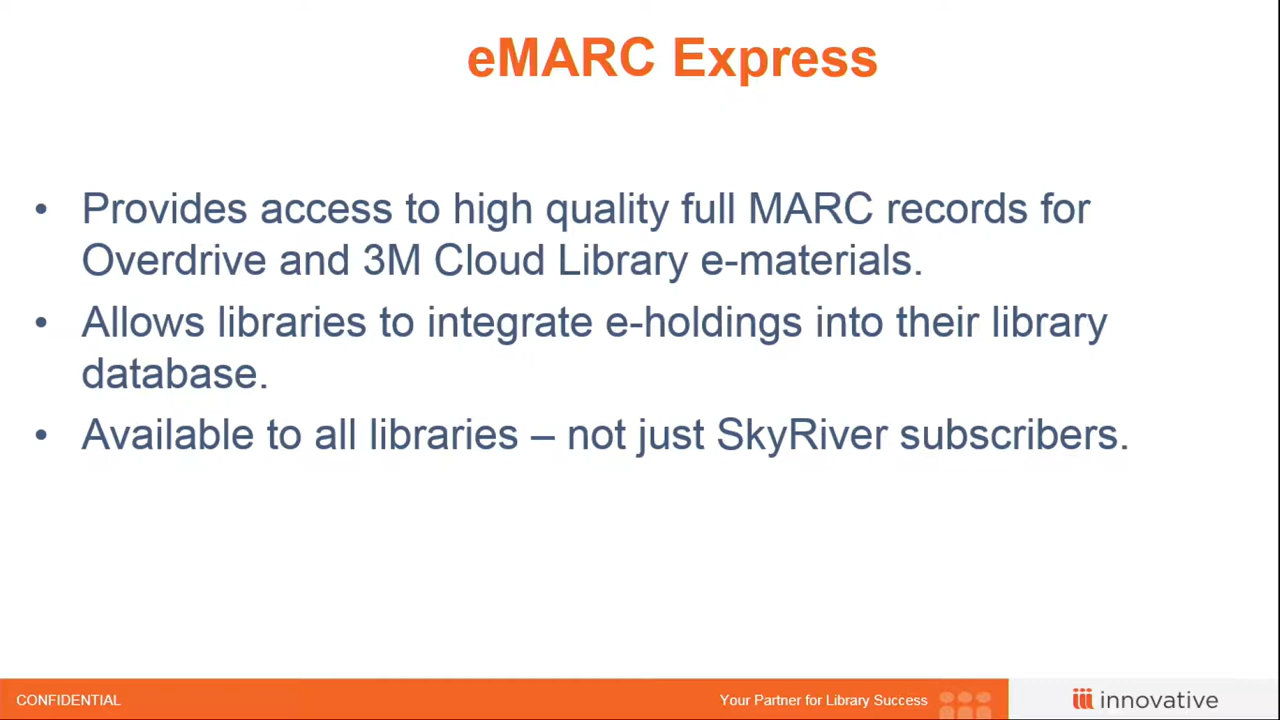 eMARC Express
• Provides access to high quality full MARC records for
Overdrive and 3M Cloud Library e-materials.
• Allows libraries to integrate e-holdings into their library
database.
• Available to all libraries – not just SkyRiver subscribers.
CONFIDENTIAL
Your Partner for Library Success
iii innovative